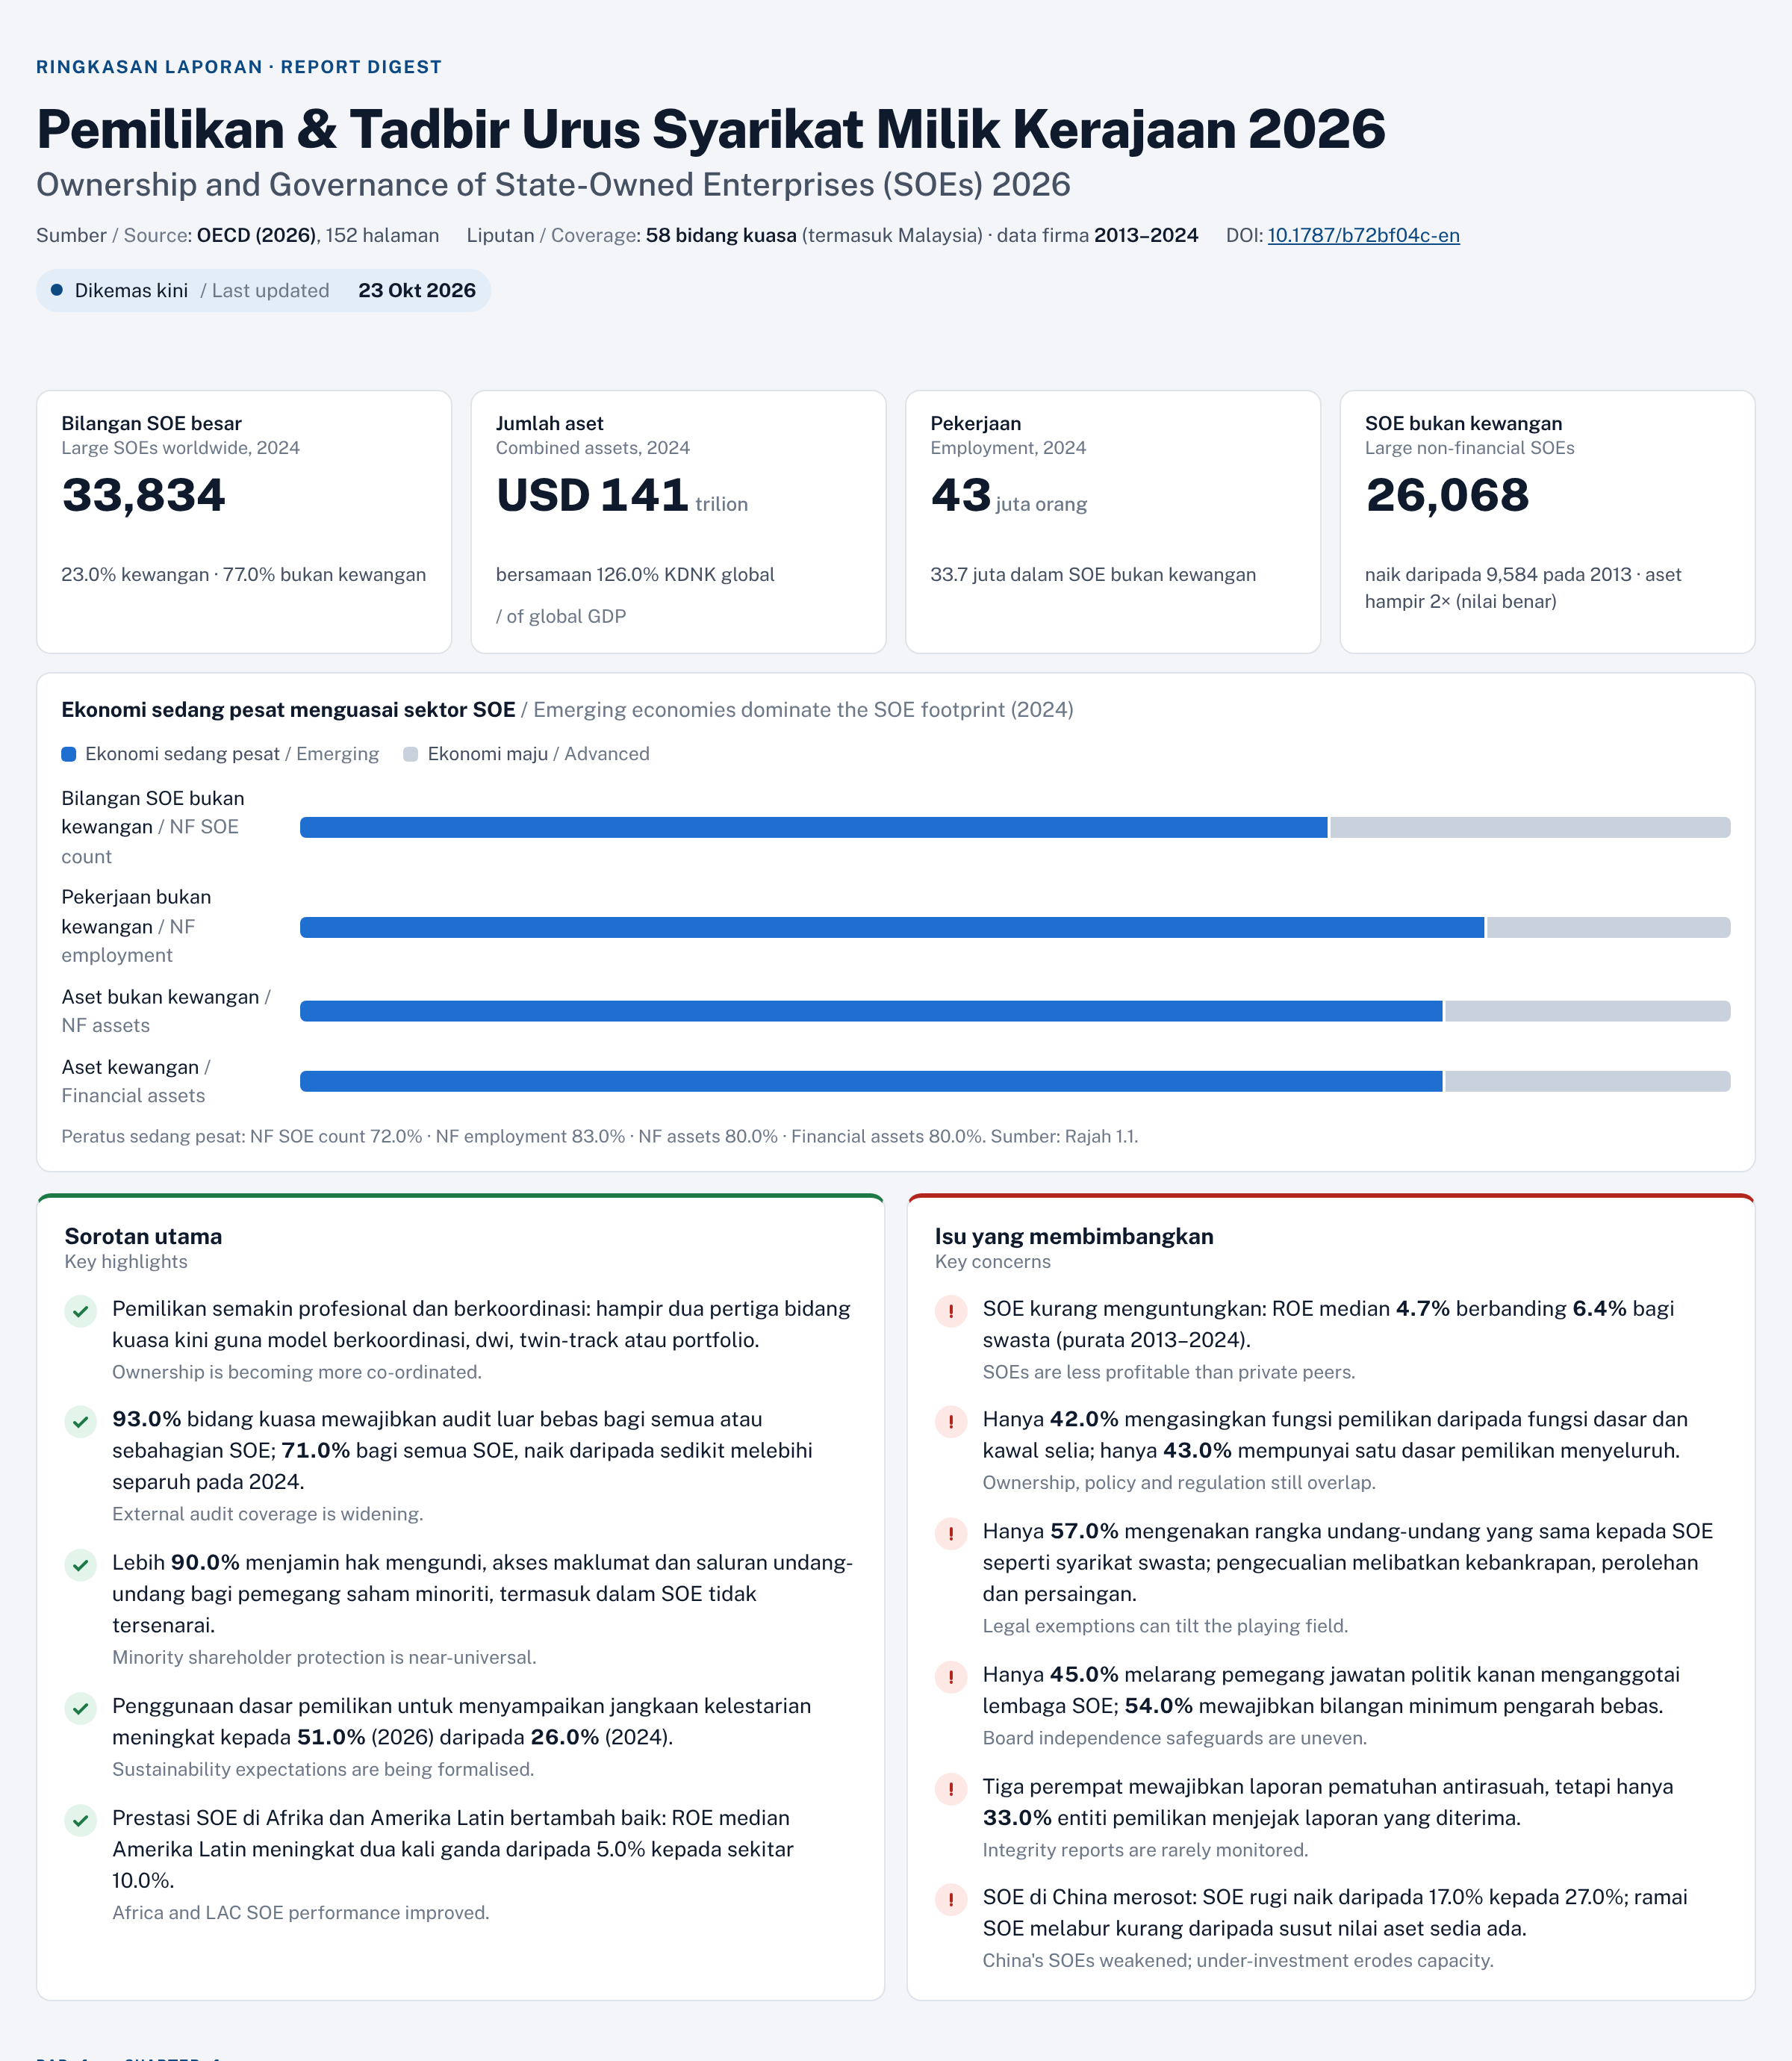 RINGKASAN LAPORAN · REPORT DIGEST
Pemilikan & Tadbir Urus Syarikat Milik Kerajaan 2026
Ownership and Governance of State-Owned Enterprises (SOEs) 2026
Sumber / Source: OECD (2026), 152 halaman Liputan / Coverage: 58 bidang kuasa (termasuk Malaysia) · data firma 2013–2024 DOI: 10.1787/b72bf04c-en
Dikemas kini / Last updated 23 Okt 2026
Bilangan SOE besar
Large SOEs worldwide, 2024
33,834
23.0% kewangan · 77.0% bukan kewangan
Jumlah aset
Combined assets, 2024
USD 141 trilion
bersamaan 126.0% KDNK global
/ of global GDP
Pekerjaan
Employment, 2024
43 juta orang
33.7 juta dalam SOE bukan kewangan
SOE bukan kewangan
Large non-financial SOEs
26,068
naik daripada 9,584 pada 2013 · aset
hampir 2× (nilai benar)
Ekonomi sedang pesat menguasai sektor SOE / Emerging economies dominate the SOE footprint (2024)
Ekonomi sedang pesat / Emerging Ekonomi maju / Advanced
Bilangan SOE bukan
kewangan / NF SOE
count
Pekerjaan bukan
kewangan / NF
employment
Aset bukan kewangan /
NF assets
Aset kewangan /
Financial assets
Peratus sedang pesat: NF SOE count 72.0% · NF employment 83.0% · NF assets 80.0% · Financial assets 80.0%. Sumber: Rajah 1.1.
Sorotan utama
Key highlights
Pemilikan semakin profesional dan berkoordinasi: hampir dua pertiga bidang
kuasa kini guna model berkoordinasi, dwi, twin-track atau portfolio.
Ownership is becoming more co-ordinated.
93.0% bidang kuasa mewajibkan audit luar bebas bagi semua atau
sebahagian SOE; 71.0% bagi semua SOE, naik daripada sedikit melebihi
separuh pada 2024.
External audit coverage is widening.
Lebih 90.0% menjamin hak mengundi, akses maklumat dan saluran undang-
undang bagi pemegang saham minoriti, termasuk dalam SOE tidak
tersenarai.
Minority shareholder protection is near-universal.
Penggunaan dasar pemilikan untuk menyampaikan jangkaan kelestarian
meningkat kepada 51.0% (2026) daripada 26.0% (2024).
Sustainability expectations are being formalised.
Prestasi SOE di Afrika dan Amerika Latin bertambah baik: ROE median
Amerika Latin meningkat dua kali ganda daripada 5.0% kepada sekitar
10.0%.
Africa and LAC SOE performance improved.
Isu yang membimbangkan
Key concerns
SOE kurang menguntungkan: ROE median 4.7% berbanding 6.4% bagi
swasta (purata 2013–2024).
SOEs are less profitable than private peers.
Hanya 42.0% mengasingkan fungsi pemilikan daripada fungsi dasar dan
kawal selia; hanya 43.0% mempunyai satu dasar pemilikan menyeluruh.
Ownership, policy and regulation still overlap.
Hanya 57.0% mengenakan rangka undang-undang yang sama kepada SOE
seperti syarikat swasta; pengecualian melibatkan kebankrapan, perolehan
dan persaingan.
Legal exemptions can tilt the playing field.
Hanya 45.0% melarang pemegang jawatan politik kanan menganggotai
lembaga SOE; 54.0% mewajibkan bilangan minimum pengarah bebas.
Board independence safeguards are uneven.
Tiga perempat mewajibkan laporan pematuhan antirasuah, tetapi hanya
33.0% entiti pemilikan menjejak laporan yang diterima.
Integrity reports are rarely monitored.
SOE di China merosot: SOE rugi naik daripada 17.0% kepada 27.0%; ramai
SOE melabur kurang daripada susut nilai aset sedia ada.
China's SOEs weakened; under-investment erodes capacity.